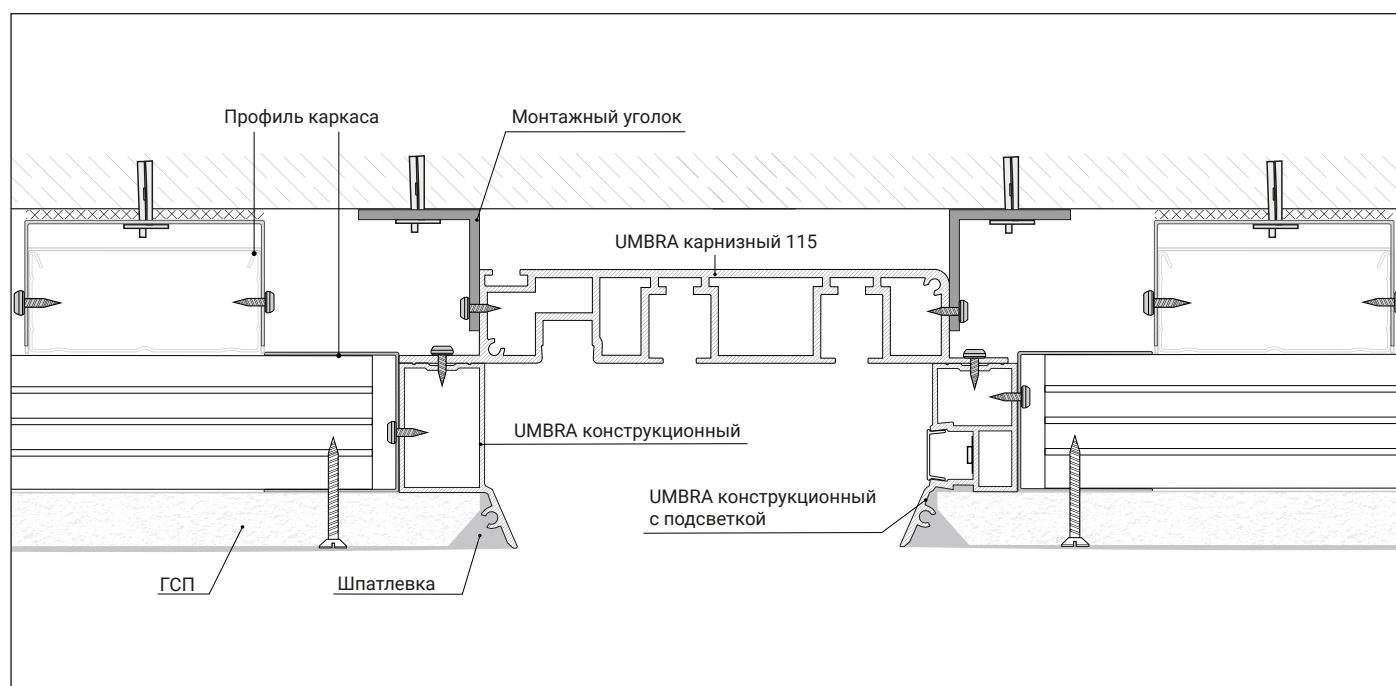 Профиль каркаса
Монтажный уголок
UMBRA карнизный 115
UMBRA конструкционный
UMBRA конструкционный
с подсветкой
ГСП
Шпатлевка